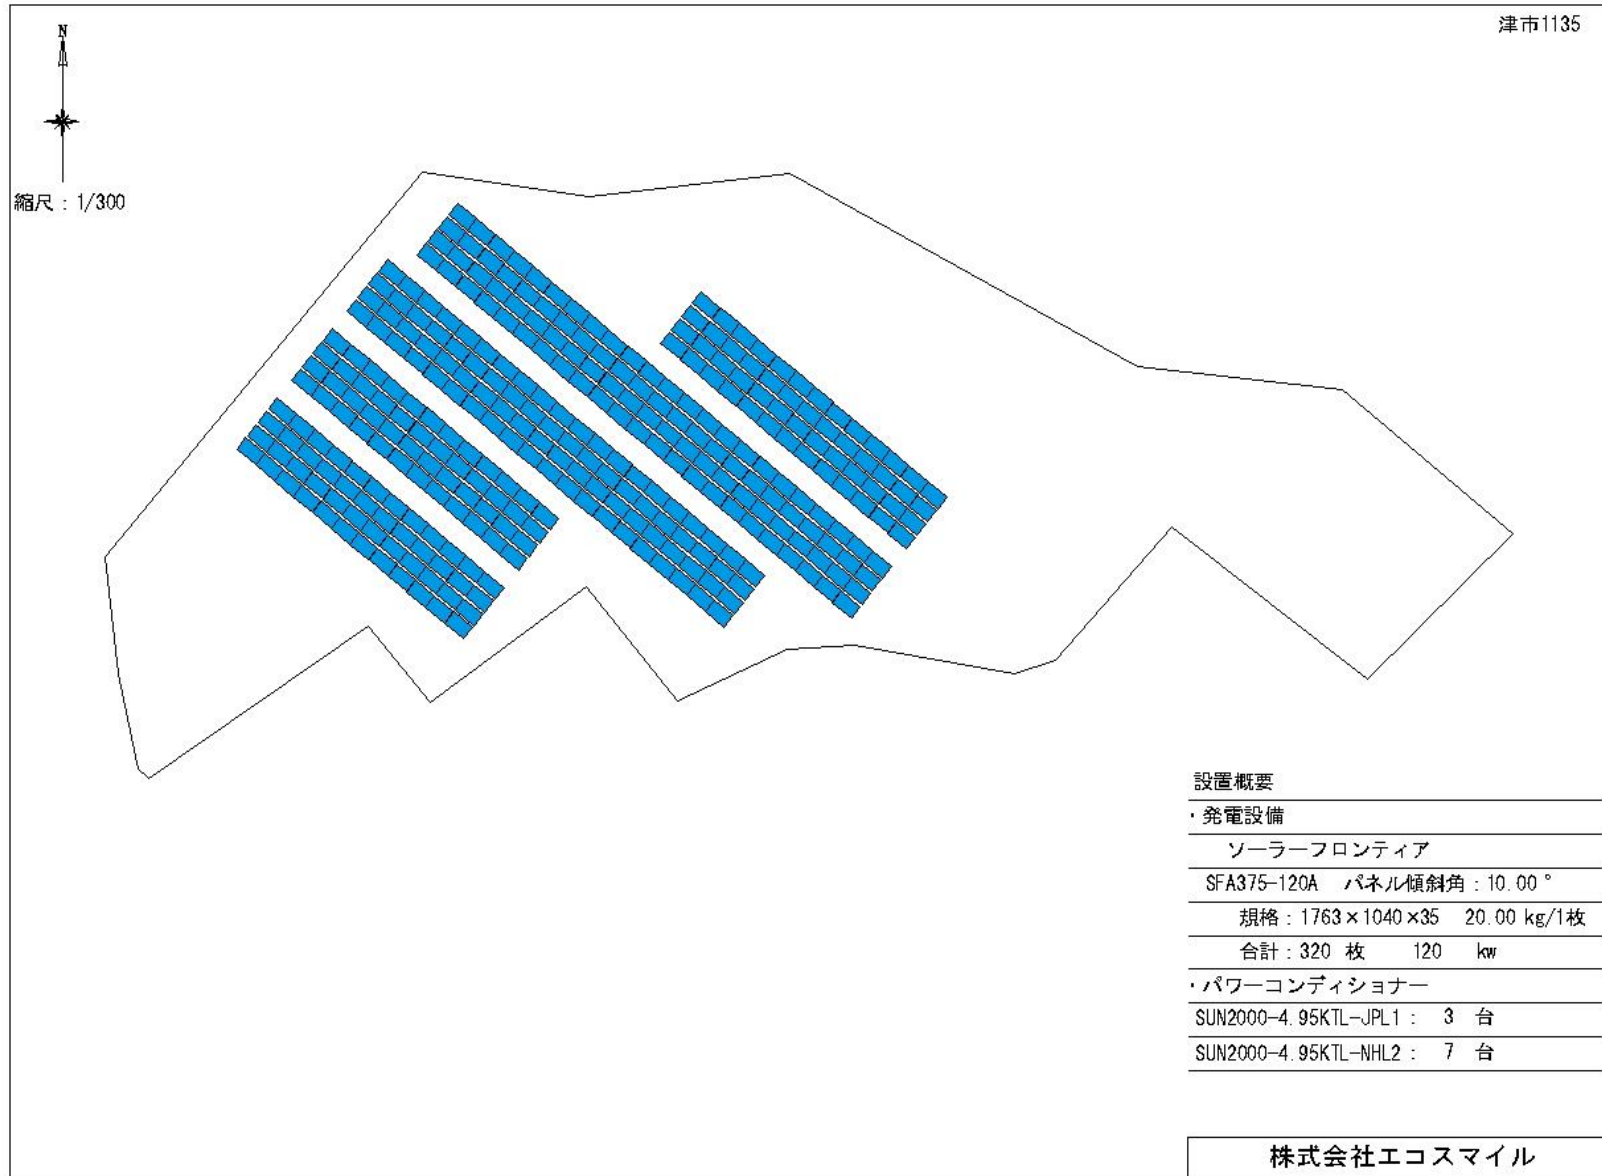 津市1135
N
縮尺：1/300
設置概要
・発電設備
ソーラーフロンティア
SFA375-120A パネル傾斜角：10.00°
規格：1763×1040×35 20.00 kg/1枚
合計：320 枚 120 kw
・パワーコンディショナー
SUN2000-4.95KTL-JPL1： 3 台
SUN2000-4.95KTL-NHL2： 7 台
株式会社エコスマイル